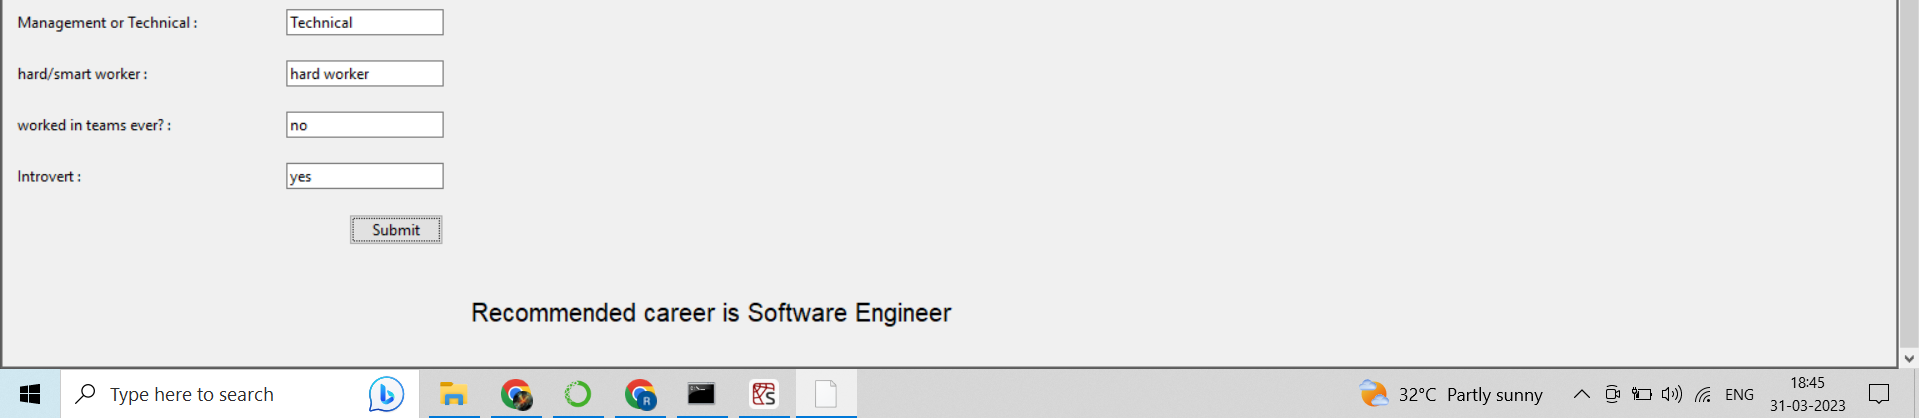 Management or Technical : Technical
hard/smart worker : hard worker
worked in teams ever? : no
Introvert : yes
Submit
Recommended career is Software Engineer
Type here to search 32°C Partly sunny ENG 18:45
31-03-2023